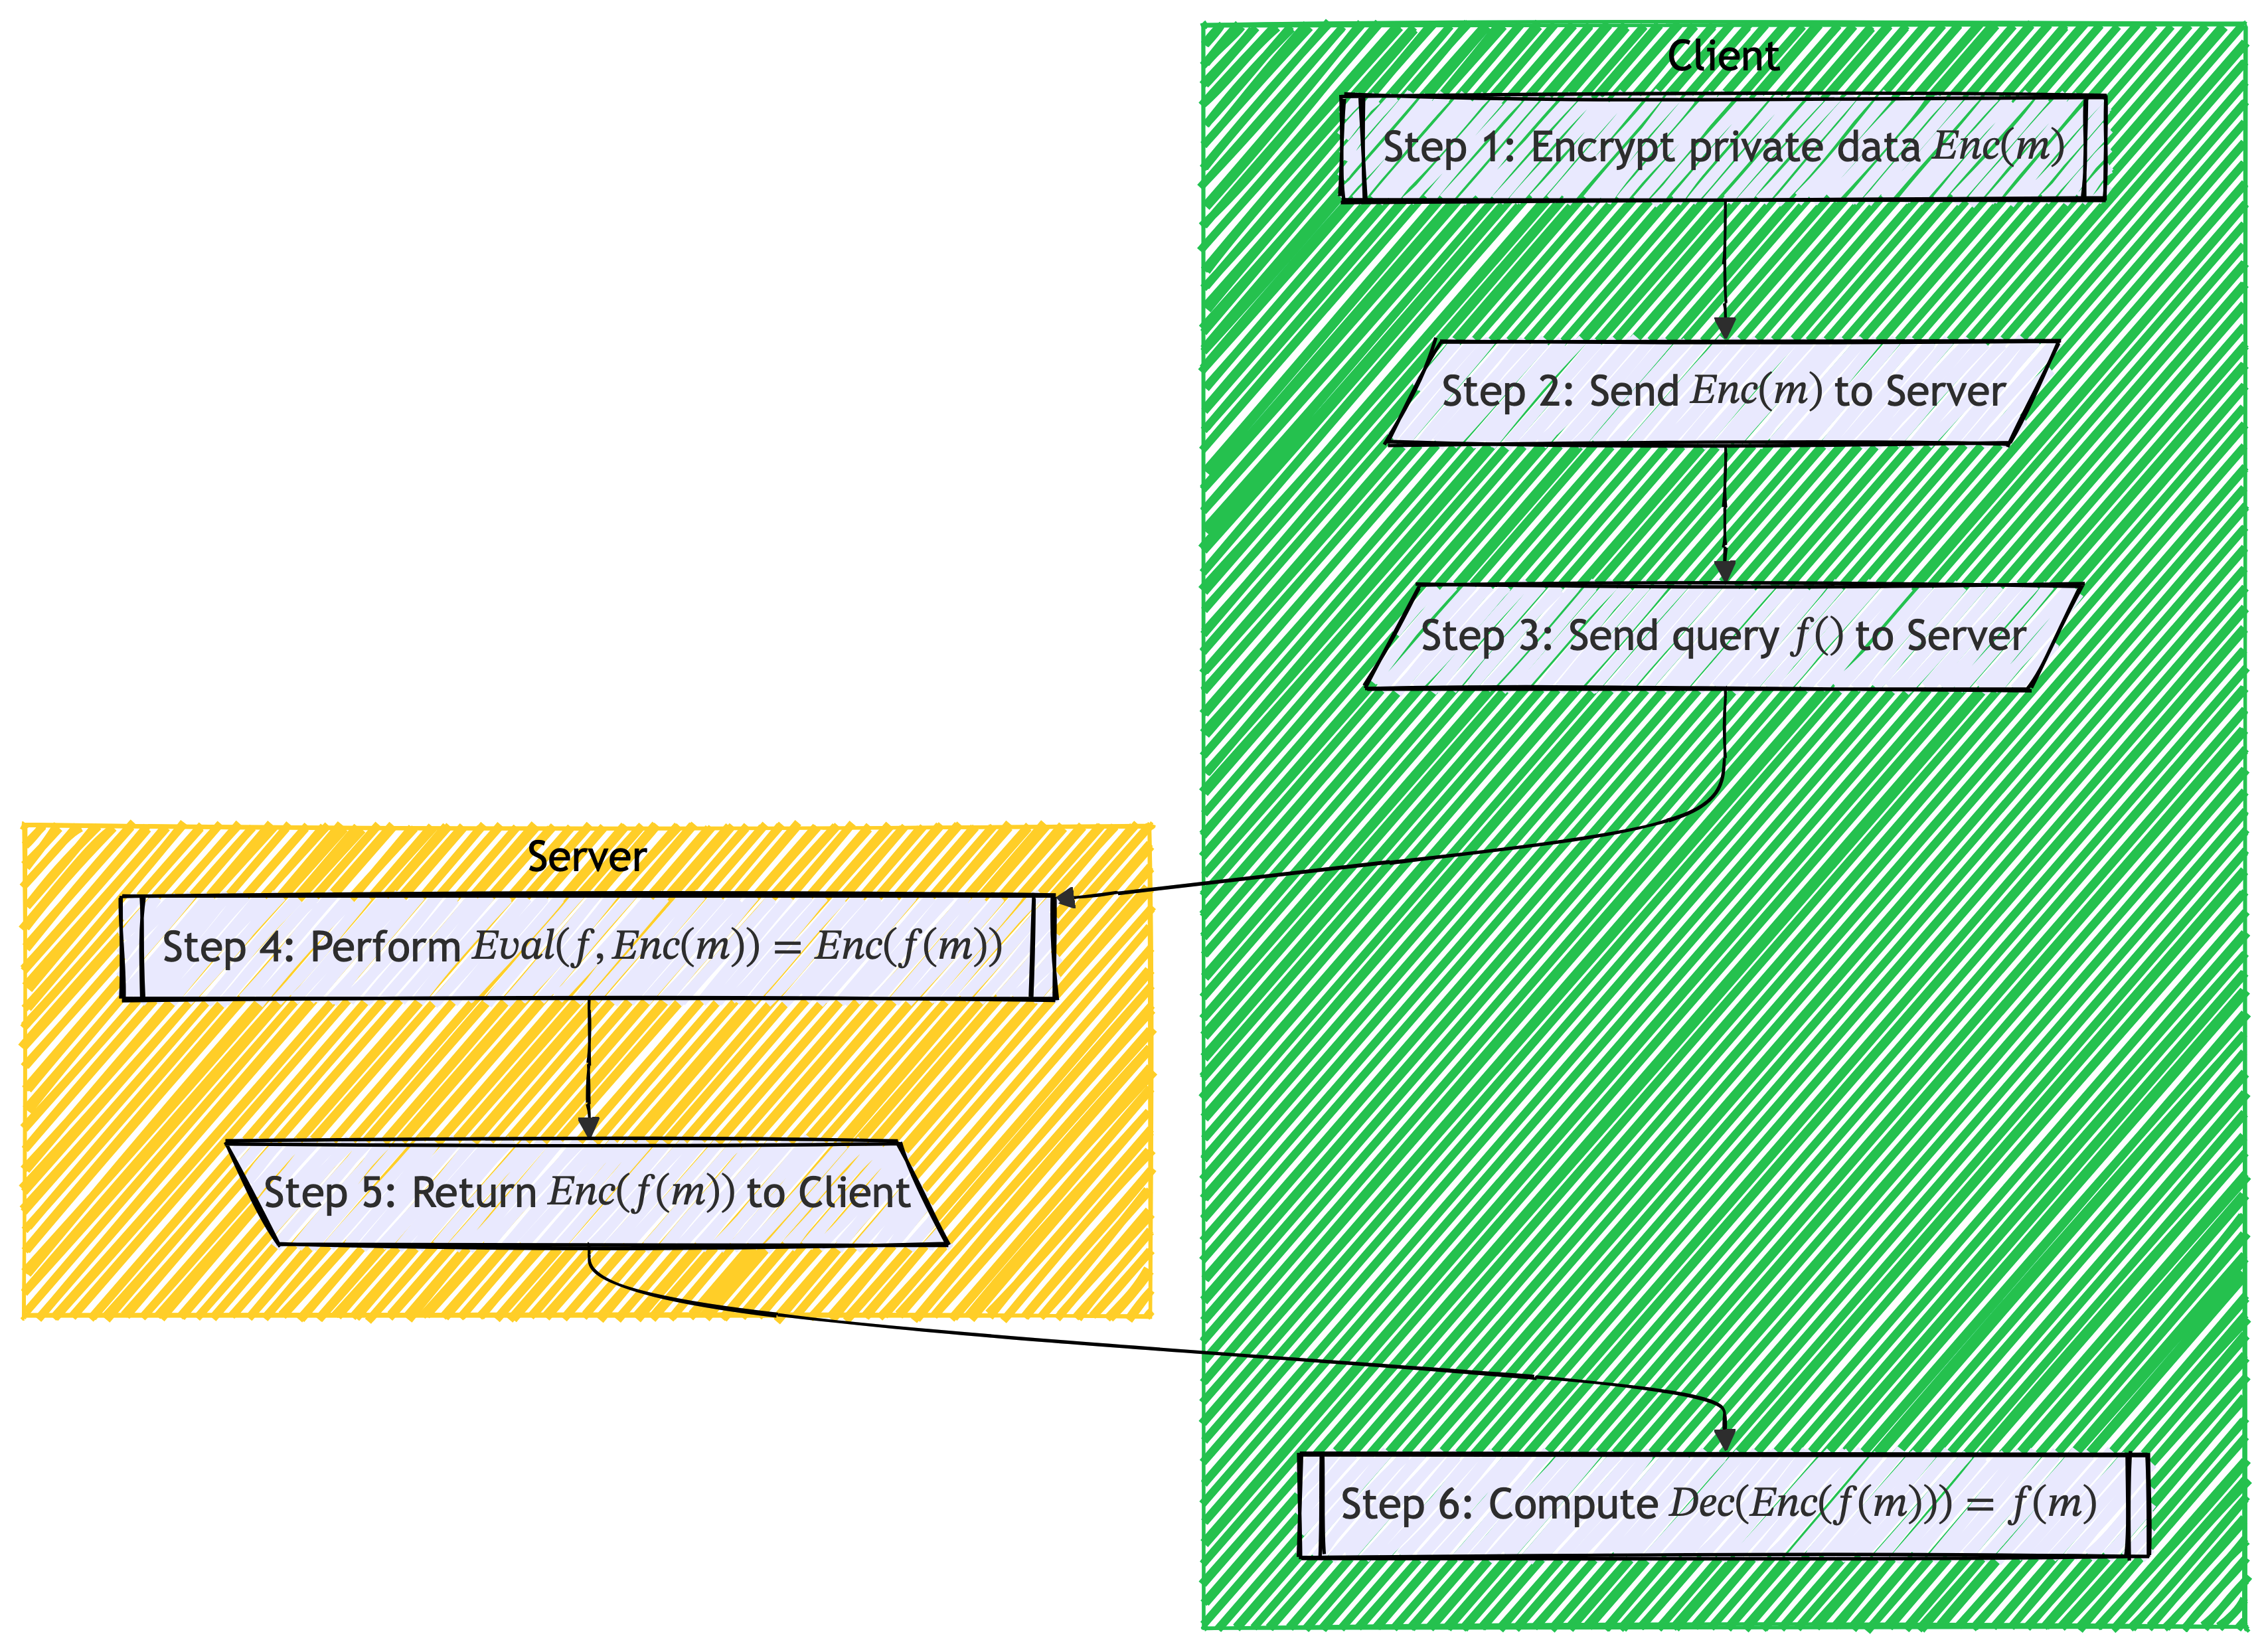 Client
Step 1: Encrypt private data Enc(m)
Step 2: Send Enc(m) to Server
Step 3: Send query f() to Server
Server
Step 4: Perform Eval(f, Enc(m)) = Enc(f(m))
Step 5: Return Enc(f(m)) to Client
Step 6: Compute Dec(Enc(f(m))) = f(m)